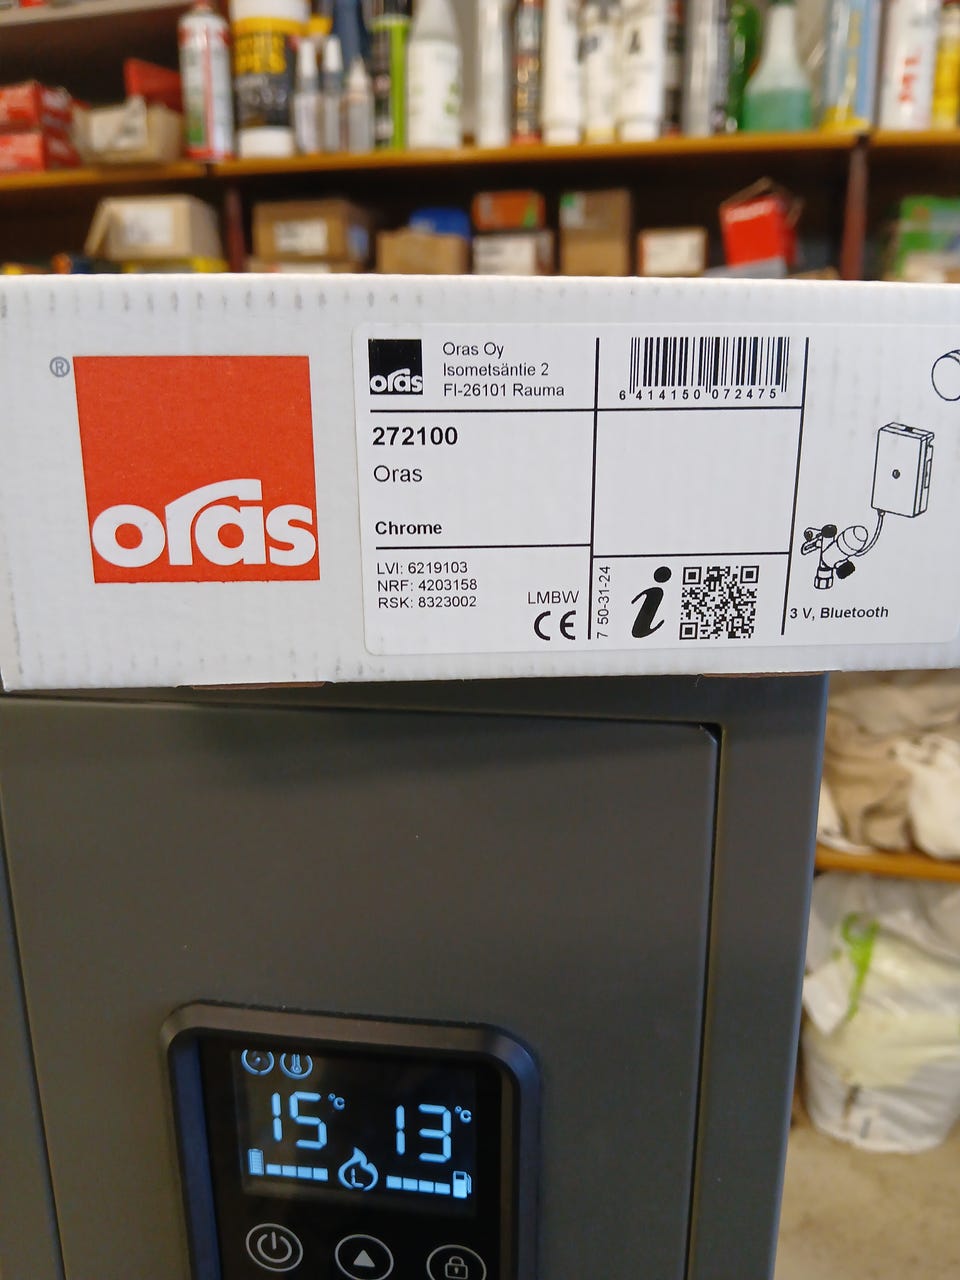 ®
oras
oras
Oras Oy
Isometsäntie 2
FI-26101 Rauma
6 414150 072475
272100
Oras
Chrome
LVI: 6219103
NRF: 4203158
RSK: 8323002
LMBW
CE
7 50-31-24
i
3 V, Bluetooth
15 °C 13 °C
L